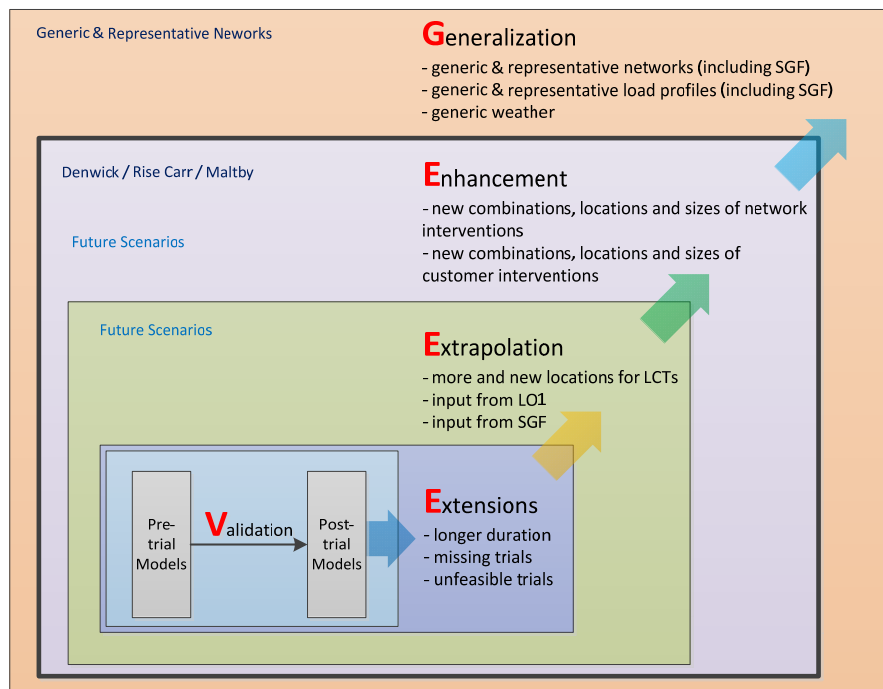 Generic & Representative Neworks
Generalization
- generic & representative networks (including SGF)
- generic & representative load profiles (including SGF)
- generic weather
Denwick / Rise Carr / Maltby
Enhancement
- new combinations, locations and sizes of network
interventions
- new combinations, locations and sizes of
customer interventions
Future Scenarios
Future Scenarios
Extrapolation
- more and new locations for LCTs
- input from LO1
- input from SGF
Pre-
trial
Models
Validation
Post-
trial
Models
Extensions
- longer duration
- missing trials
- unfeasible trials